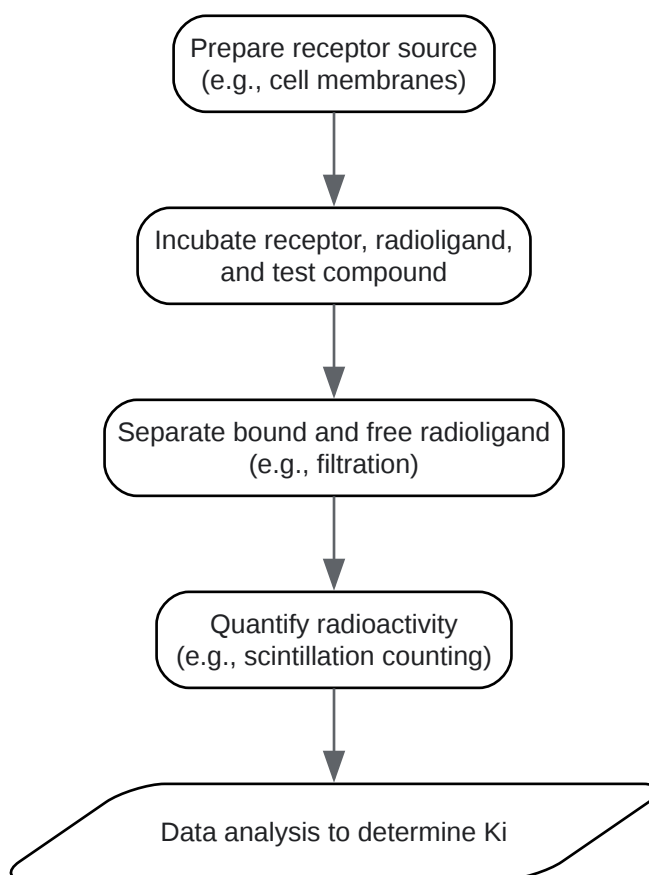 Prepare receptor source
(e.g., cell membranes)
Incubate receptor, radioligand,
and test compound
Separate bound and free radioligand
(e.g., filtration)
Quantify radioactivity
(e.g., scintillation counting)
Data analysis to determine Ki